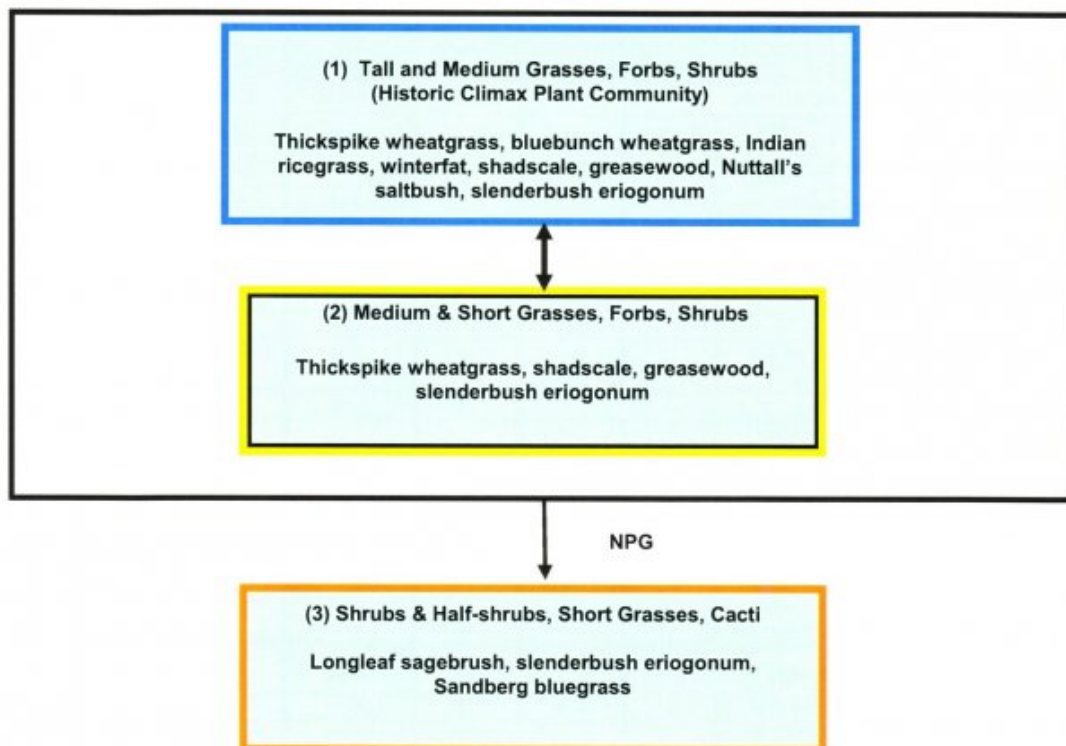 (1) Tall and Medium Grasses, Forbs, Shrubs
(Historic Climax Plant Community)
Thickspike wheatgrass, bluebunch wheatgrass, Indian
ricegrass, winterfat, shadscale, greasewood, Nuttall's
saltbush, slenderbush eriogonum
(2) Medium & Short Grasses, Forbs, Shrubs
Thickspike wheatgrass, shadscale, greasewood,
slenderbush eriogonum
NPG
(3) Shrubs & Half-shrubs, Short Grasses, Cacti
Longleaf sagebrush, slenderbush eriogonum,
Sandberg bluegrass